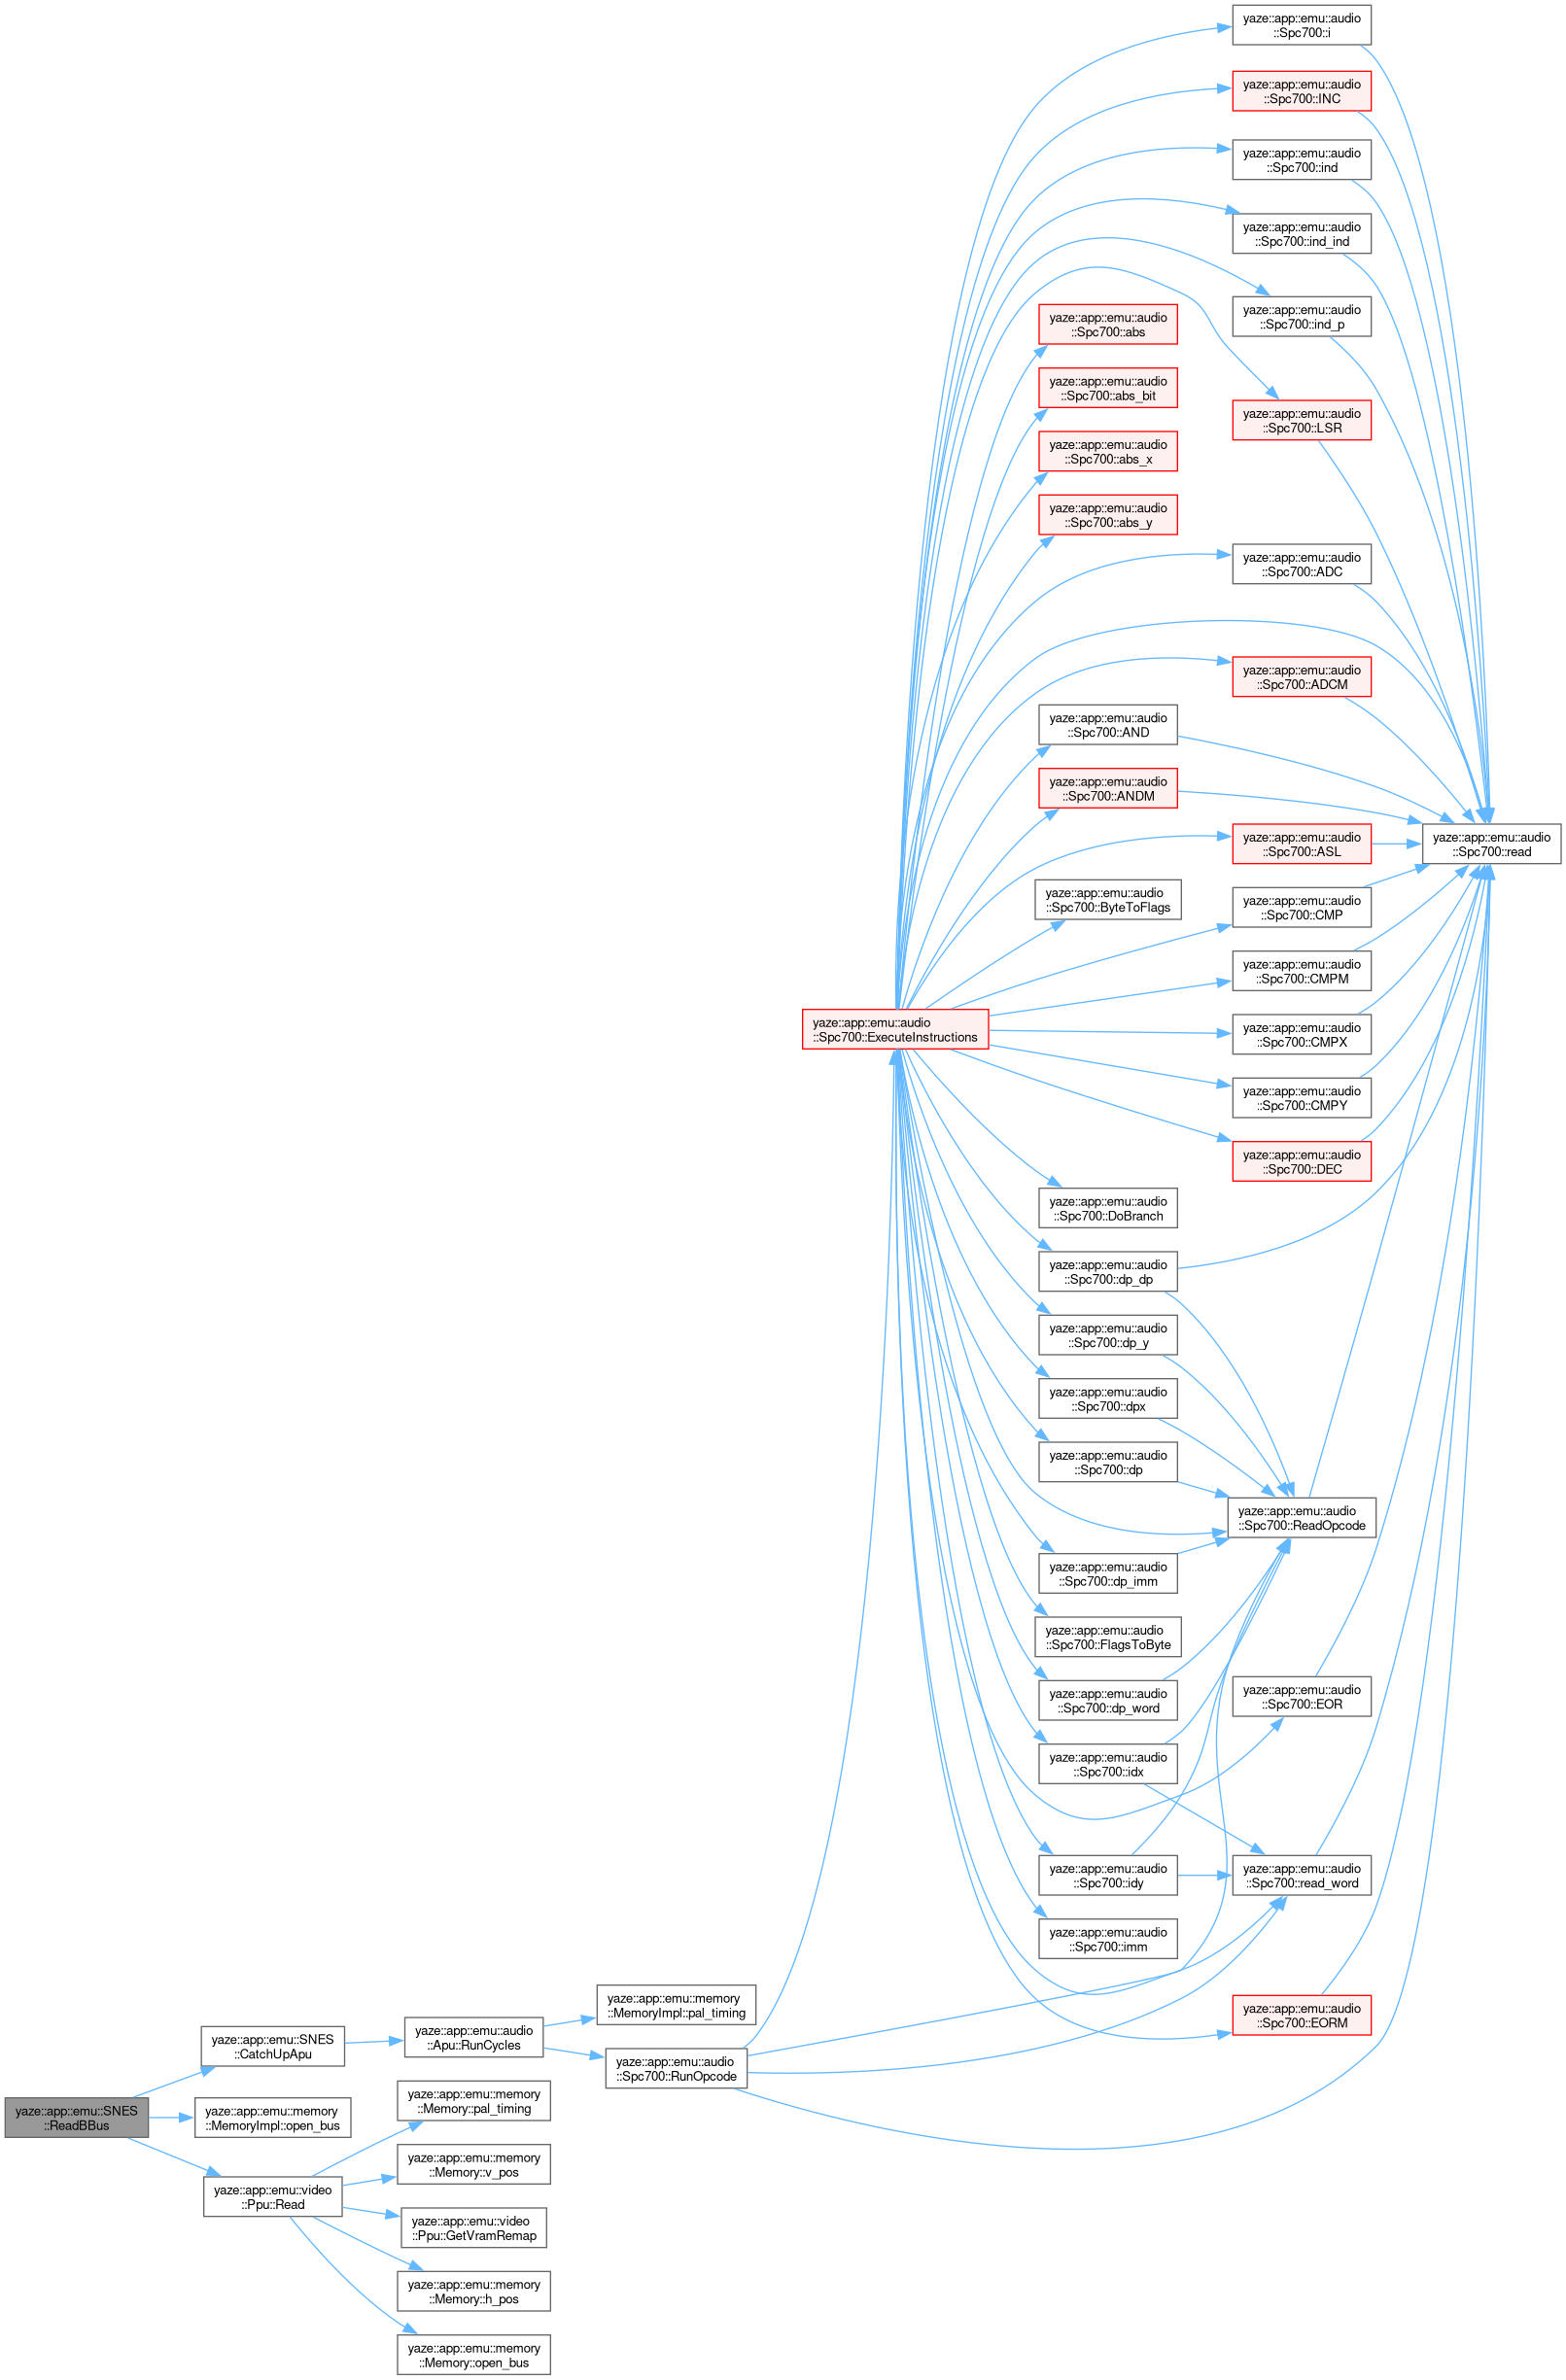 yaze::app::emu::SNES
::ReadBBus
yaze::app::emu::SNES
::CatchUpApu
yaze::app::emu::memory
::MemoryImpl::open_bus
yaze::app::emu::video
::Ppu::Read
yaze::app::emu::audio
::Apu::RunCycles
yaze::app::emu::memory
::Memory::pal_timing
yaze::app::emu::memory
::Memory::v_pos
yaze::app::emu::video
::Ppu::GetVramRemap
yaze::app::emu::memory
::Memory::h_pos
yaze::app::emu::memory
::Memory::open_bus
yaze::app::emu::memory
::MemoryImpl::pal_timing
yaze::app::emu::audio
::Spc700::RunOpcode
yaze::app::emu::audio
::Spc700::ExecuteInstructions
yaze::app::emu::audio
::Spc700::abs
yaze::app::emu::audio
::Spc700::abs_bit
yaze::app::emu::audio
::Spc700::abs_x
yaze::app::emu::audio
::Spc700::abs_y
yaze::app::emu::audio
::Spc700::AND
yaze::app::emu::audio
::Spc700::ANDM
yaze::app::emu::audio
::Spc700::ByteToFlags
yaze::app::emu::audio
::Spc700::DoBranch
yaze::app::emu::audio
::Spc700::dp_dp
yaze::app::emu::audio
::Spc700::dp_y
yaze::app::emu::audio
::Spc700::dpx
yaze::app::emu::audio
::Spc700::dp
yaze::app::emu::audio
::Spc700::dp_imm
yaze::app::emu::audio
::Spc700::FlagsToByte
yaze::app::emu::audio
::Spc700::dp_word
yaze::app::emu::audio
::Spc700::idx
yaze::app::emu::audio
::Spc700::idy
yaze::app::emu::audio
::Spc700::imm
yaze::app::emu::audio
::Spc700::i
yaze::app::emu::audio
::Spc700::INC
yaze::app::emu::audio
::Spc700::ind
yaze::app::emu::audio
::Spc700::ind_ind
yaze::app::emu::audio
::Spc700::ind_p
yaze::app::emu::audio
::Spc700::LSR
yaze::app::emu::audio
::Spc700::ADC
yaze::app::emu::audio
::Spc700::ADCM
yaze::app::emu::audio
::Spc700::ASL
yaze::app::emu::audio
::Spc700::CMP
yaze::app::emu::audio
::Spc700::CMPM
yaze::app::emu::audio
::Spc700::CMPX
yaze::app::emu::audio
::Spc700::CMPY
yaze::app::emu::audio
::Spc700::DEC
yaze::app::emu::audio
::Spc700::ReadOpcode
yaze::app::emu::audio
::Spc700::EOR
yaze::app::emu::audio
::Spc700::read_word
yaze::app::emu::audio
::Spc700::EORM
yaze::app::emu::audio
::Spc700::read